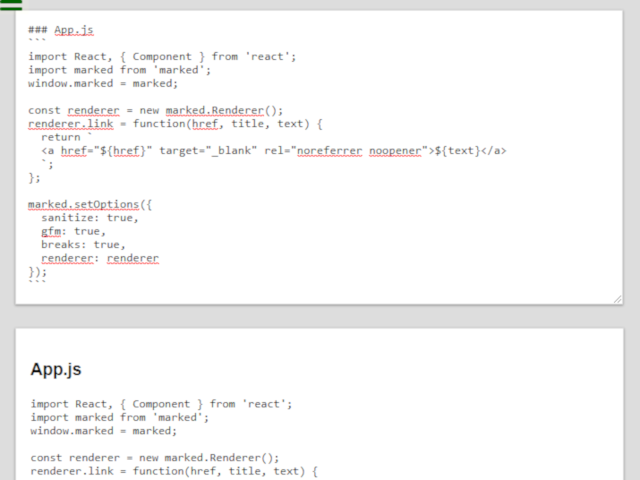 ### App.js
```
import React, { Component } from 'react';
import marked from 'marked';
window.marked = marked;

const renderer = new marked.Renderer();
renderer.link = function(href, title, text) {
  return `
  <a href="${href}" target="_blank" rel="noreferrer noopener">${text}</a>
  `;
};

marked.setOptions({
  sanitize: true,
  gfm: true,
  breaks: true,
  renderer: renderer
});
```

App.js
import React, { Component } from 'react';
import marked from 'marked';
window.marked = marked;

const renderer = new marked.Renderer();
renderer.link = function(href, title, text) {